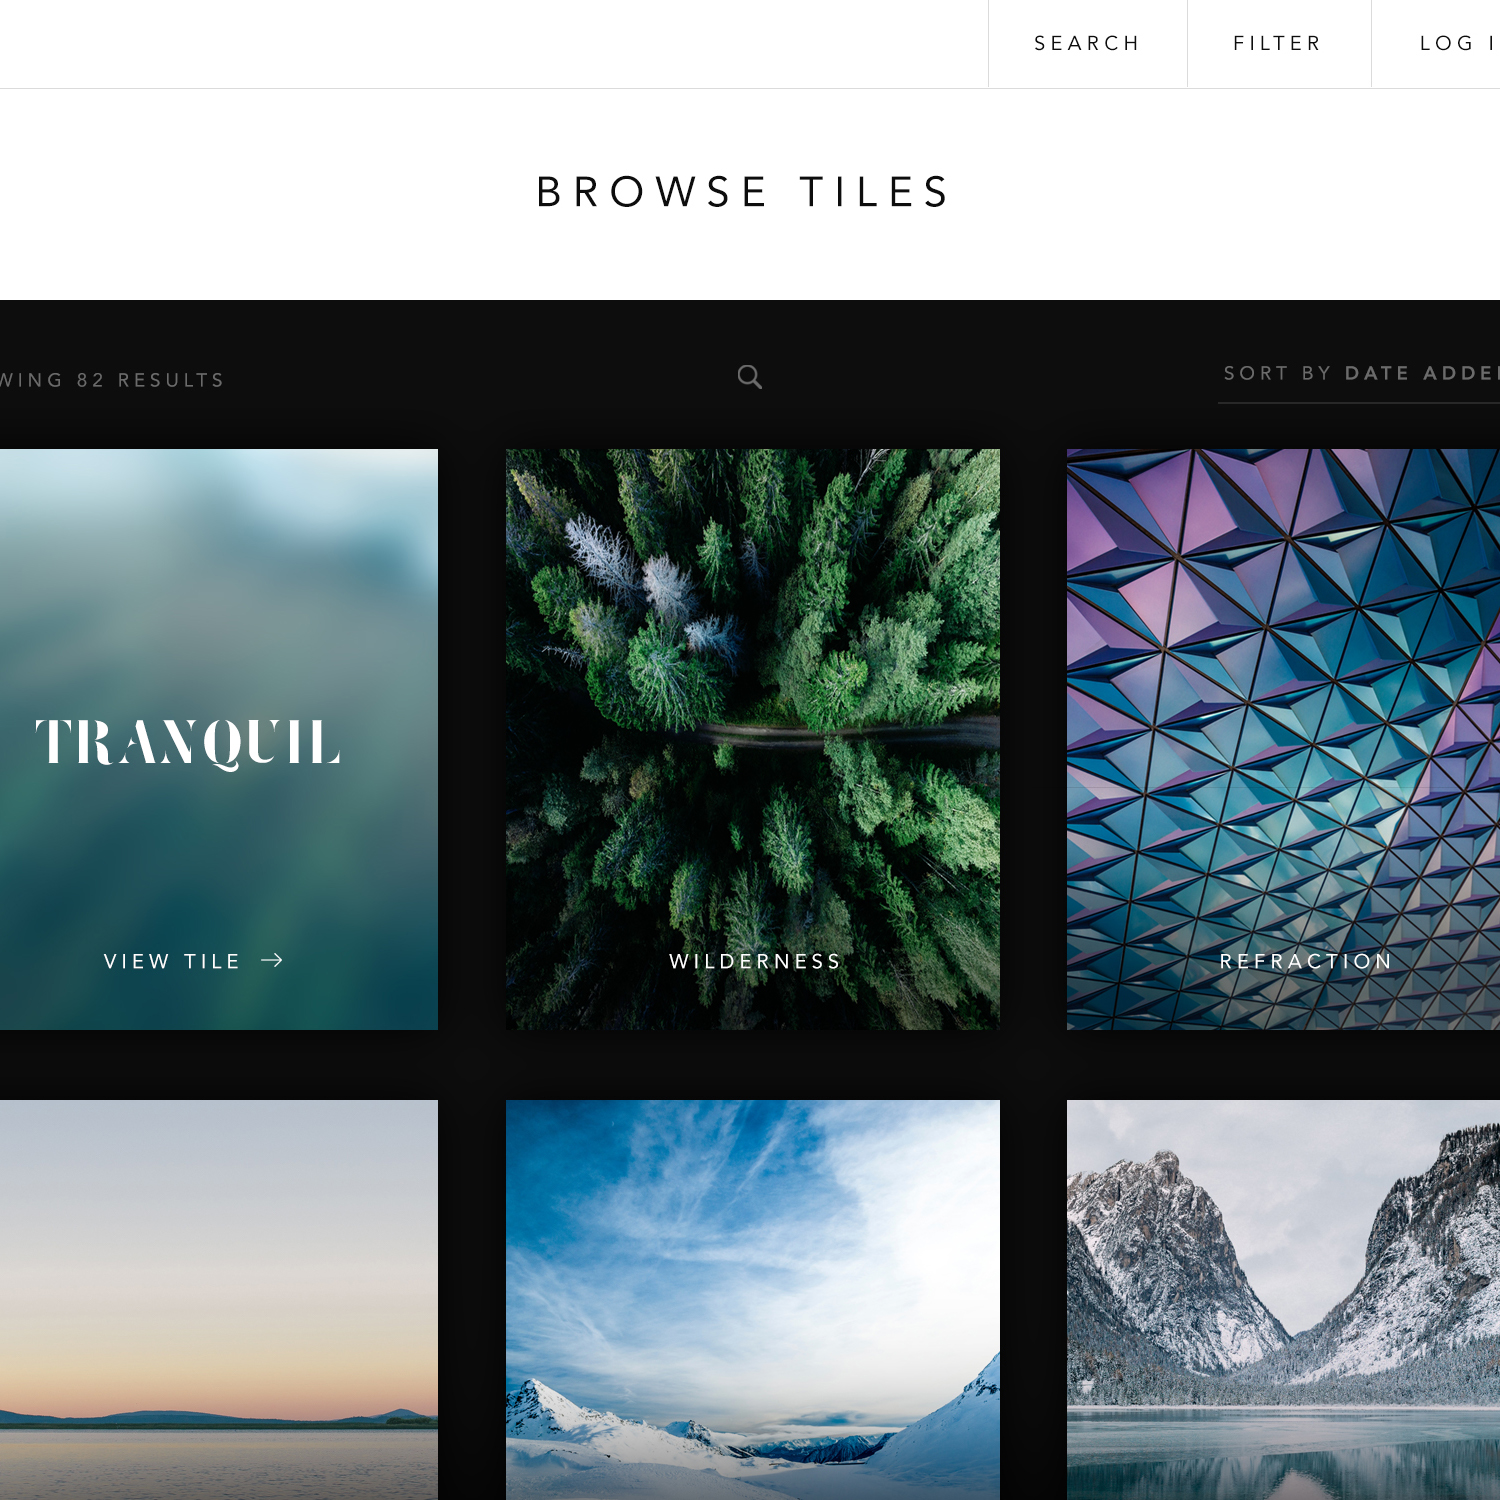 SEARCH
FILTER
LOG I
BROWSE TILES
WING 82 RESULTS
SORT BY DATE ADDE
TRANQUIL
VIEW TILE →
WILDERNESS
REFRACTION